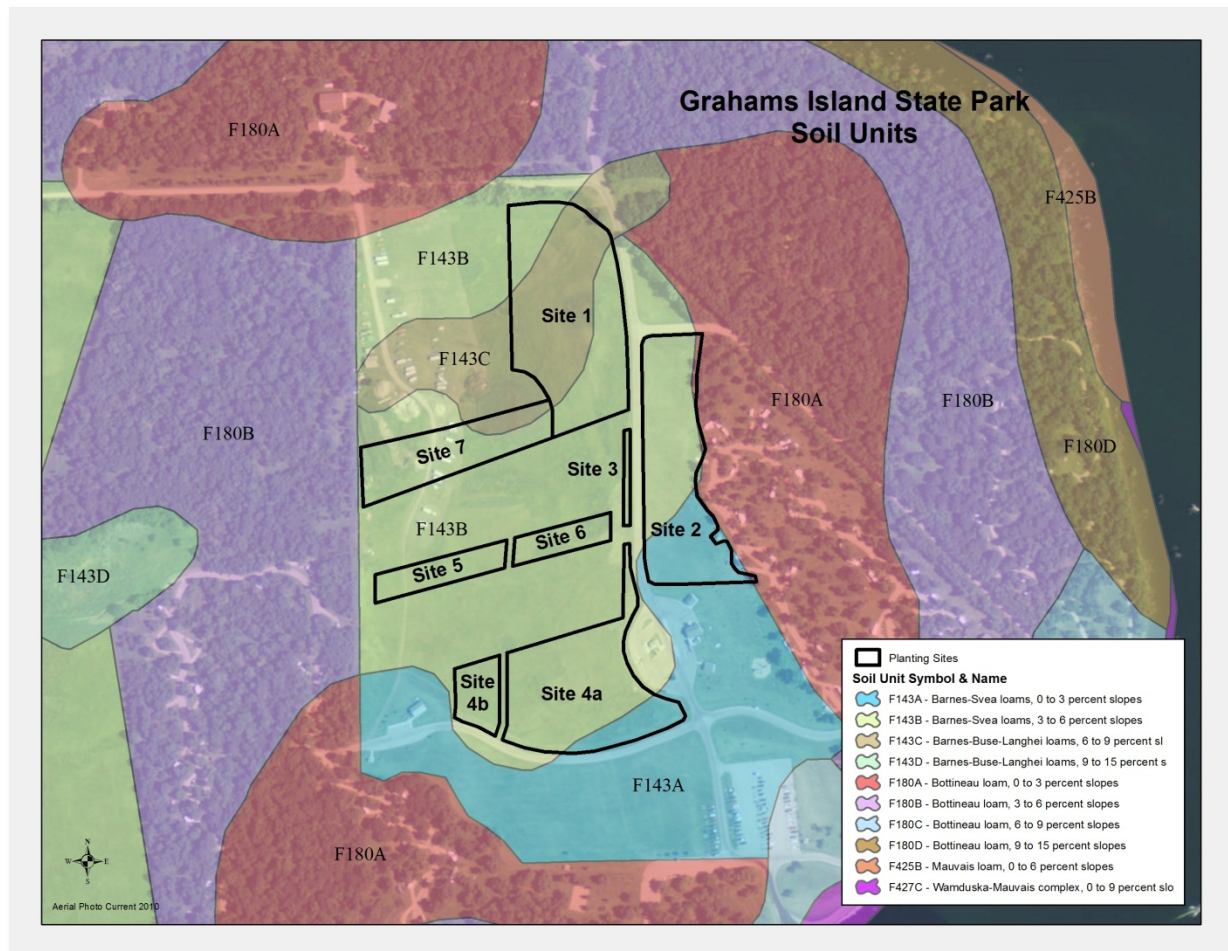 Grahams Island State Park
Soil Units
F180A
F425B
F143B
Site 1
F143C
F180A
F180B
F180B
F180D
Site 7
Site 3
F143B
Site 6
Site 2
Site 5
F143D
Site
4b
Site 4a
F143A
F180A
Planting Sites
Soil Unit Symbol & Name
F143A - Barnes-Svea loams, 0 to 3 percent slopes
F143B - Barnes-Svea loams, 3 to 6 percent slopes
F143C - Barnes-Buse-Langhei loams, 6 to 9 percent sl
F143D - Barnes-Buse-Langhei loams, 9 to 15 percent s
F180A - Bottineau loam, 0 to 3 percent slopes
F180B - Bottineau loam, 3 to 6 percent slopes
F180C - Bottineau loam, 6 to 9 percent slopes
F180D - Bottineau loam, 9 to 15 percent slopes
F425B - Mauvais loam, 0 to 6 percent slopes
F427C - Wamduska-Mauvais complex, 0 to 9 percent slo
N
W E
S
Aerial Photo Current 2010